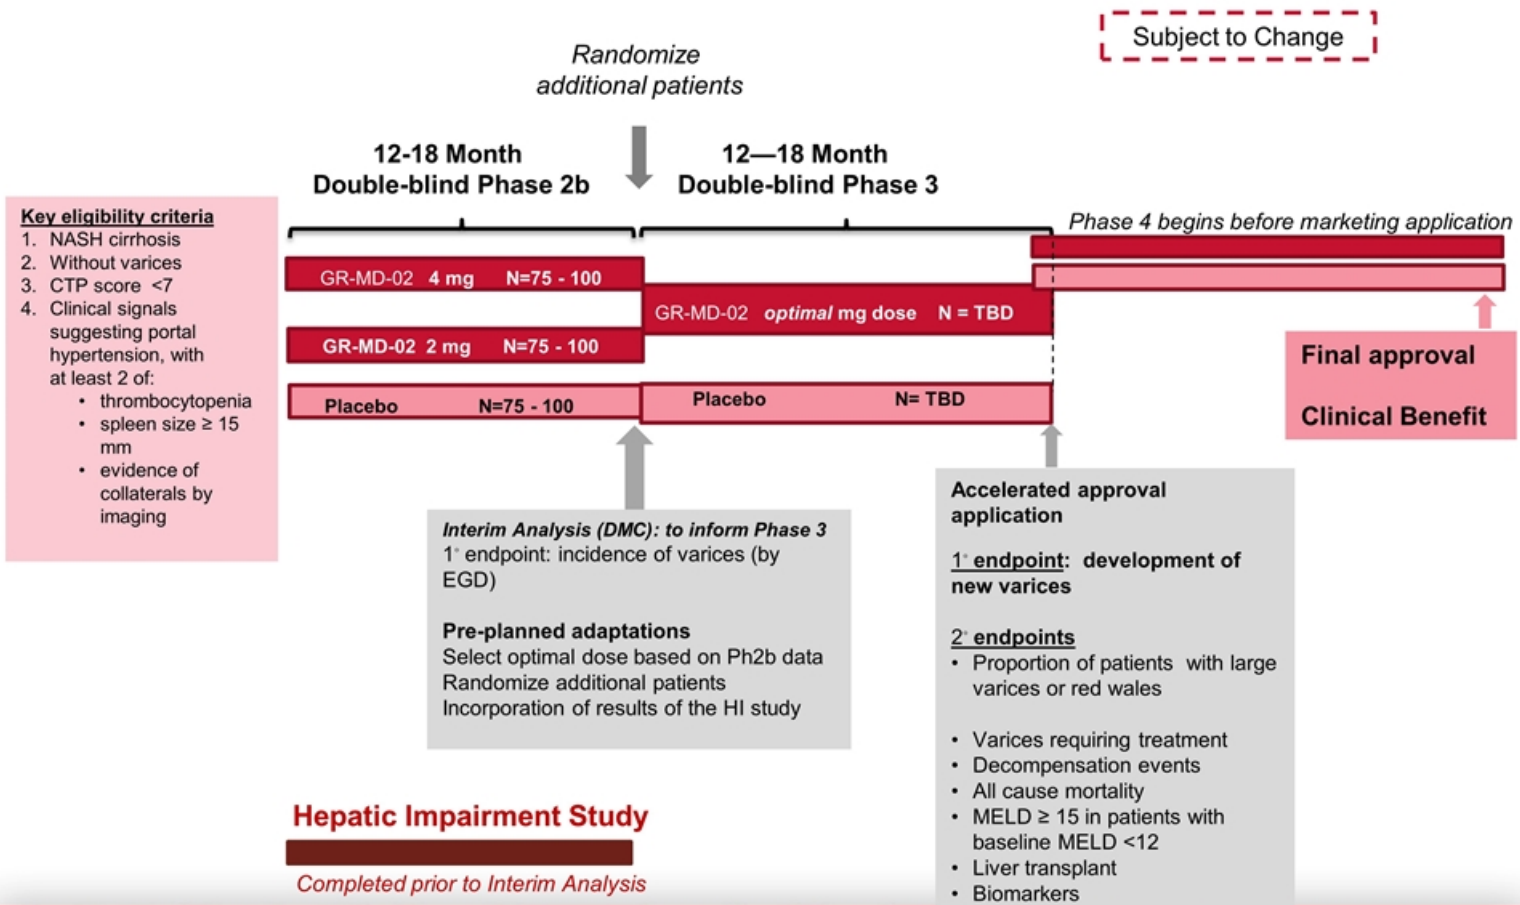 Subject to Change
Randomize
additional patients
12-18 Month
Double-blind Phase 2b
12—18 Month
Double-blind Phase 3
Phase 4 begins before marketing application
Key eligibility criteria
1. NASH cirrhosis
2. Without varices
3. CTP score <7
4. Clinical signals
suggesting portal
hypertension, with
at least 2 of:
• thrombocytopenia
• spleen size ≥ 15
mm
• evidence of
collaterals by
imaging
GR-MD-02 4 mg N=75 - 100
GR-MD-02 2 mg N=75 - 100
Placebo N=75 - 100
GR-MD-02 optimal mg dose N = TBD
Placebo N= TBD
Final approval
Clinical Benefit
Interim Analysis (DMC): to inform Phase 3
1° endpoint: incidence of varices (by
EGD)
Pre-planned adaptations
Select optimal dose based on Ph2b data
Randomize additional patients
Incorporation of results of the HI study
Accelerated approval
application
1° endpoint: development of
new varices
2° endpoints
• Proportion of patients with large
varices or red wales
• Varices requiring treatment
• Decompensation events
• All cause mortality
• MELD ≥ 15 in patients with
baseline MELD <12
• Liver transplant
• Biomarkers
Hepatic Impairment Study
Completed prior to Interim Analysis